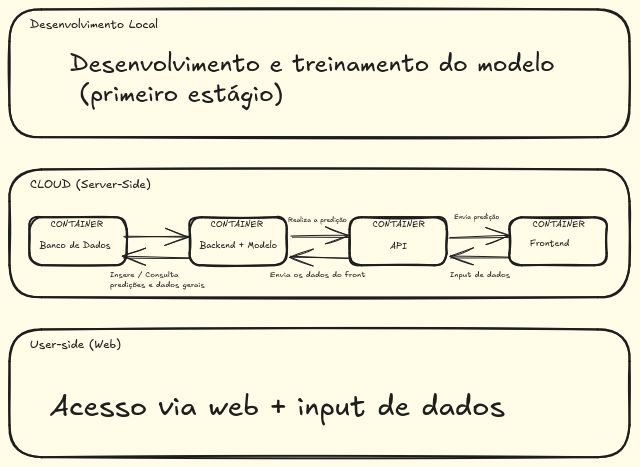 Desenvolvimento Local
Desenvolvimento e treinamento do modelo
(primeiro estágio)
CLOUD (Server-Side)
CONTAINER
Banco de Dados
CONTAINER
Backend + Modelo
Realiza a predição
CONTAINER
API
Envia predição
CONTAINER
Frontend
Insere / Consulta
predições e dados gerais
Envia os dados do front
Input de dados
User-side (Web)
Acesso via web + input de dados